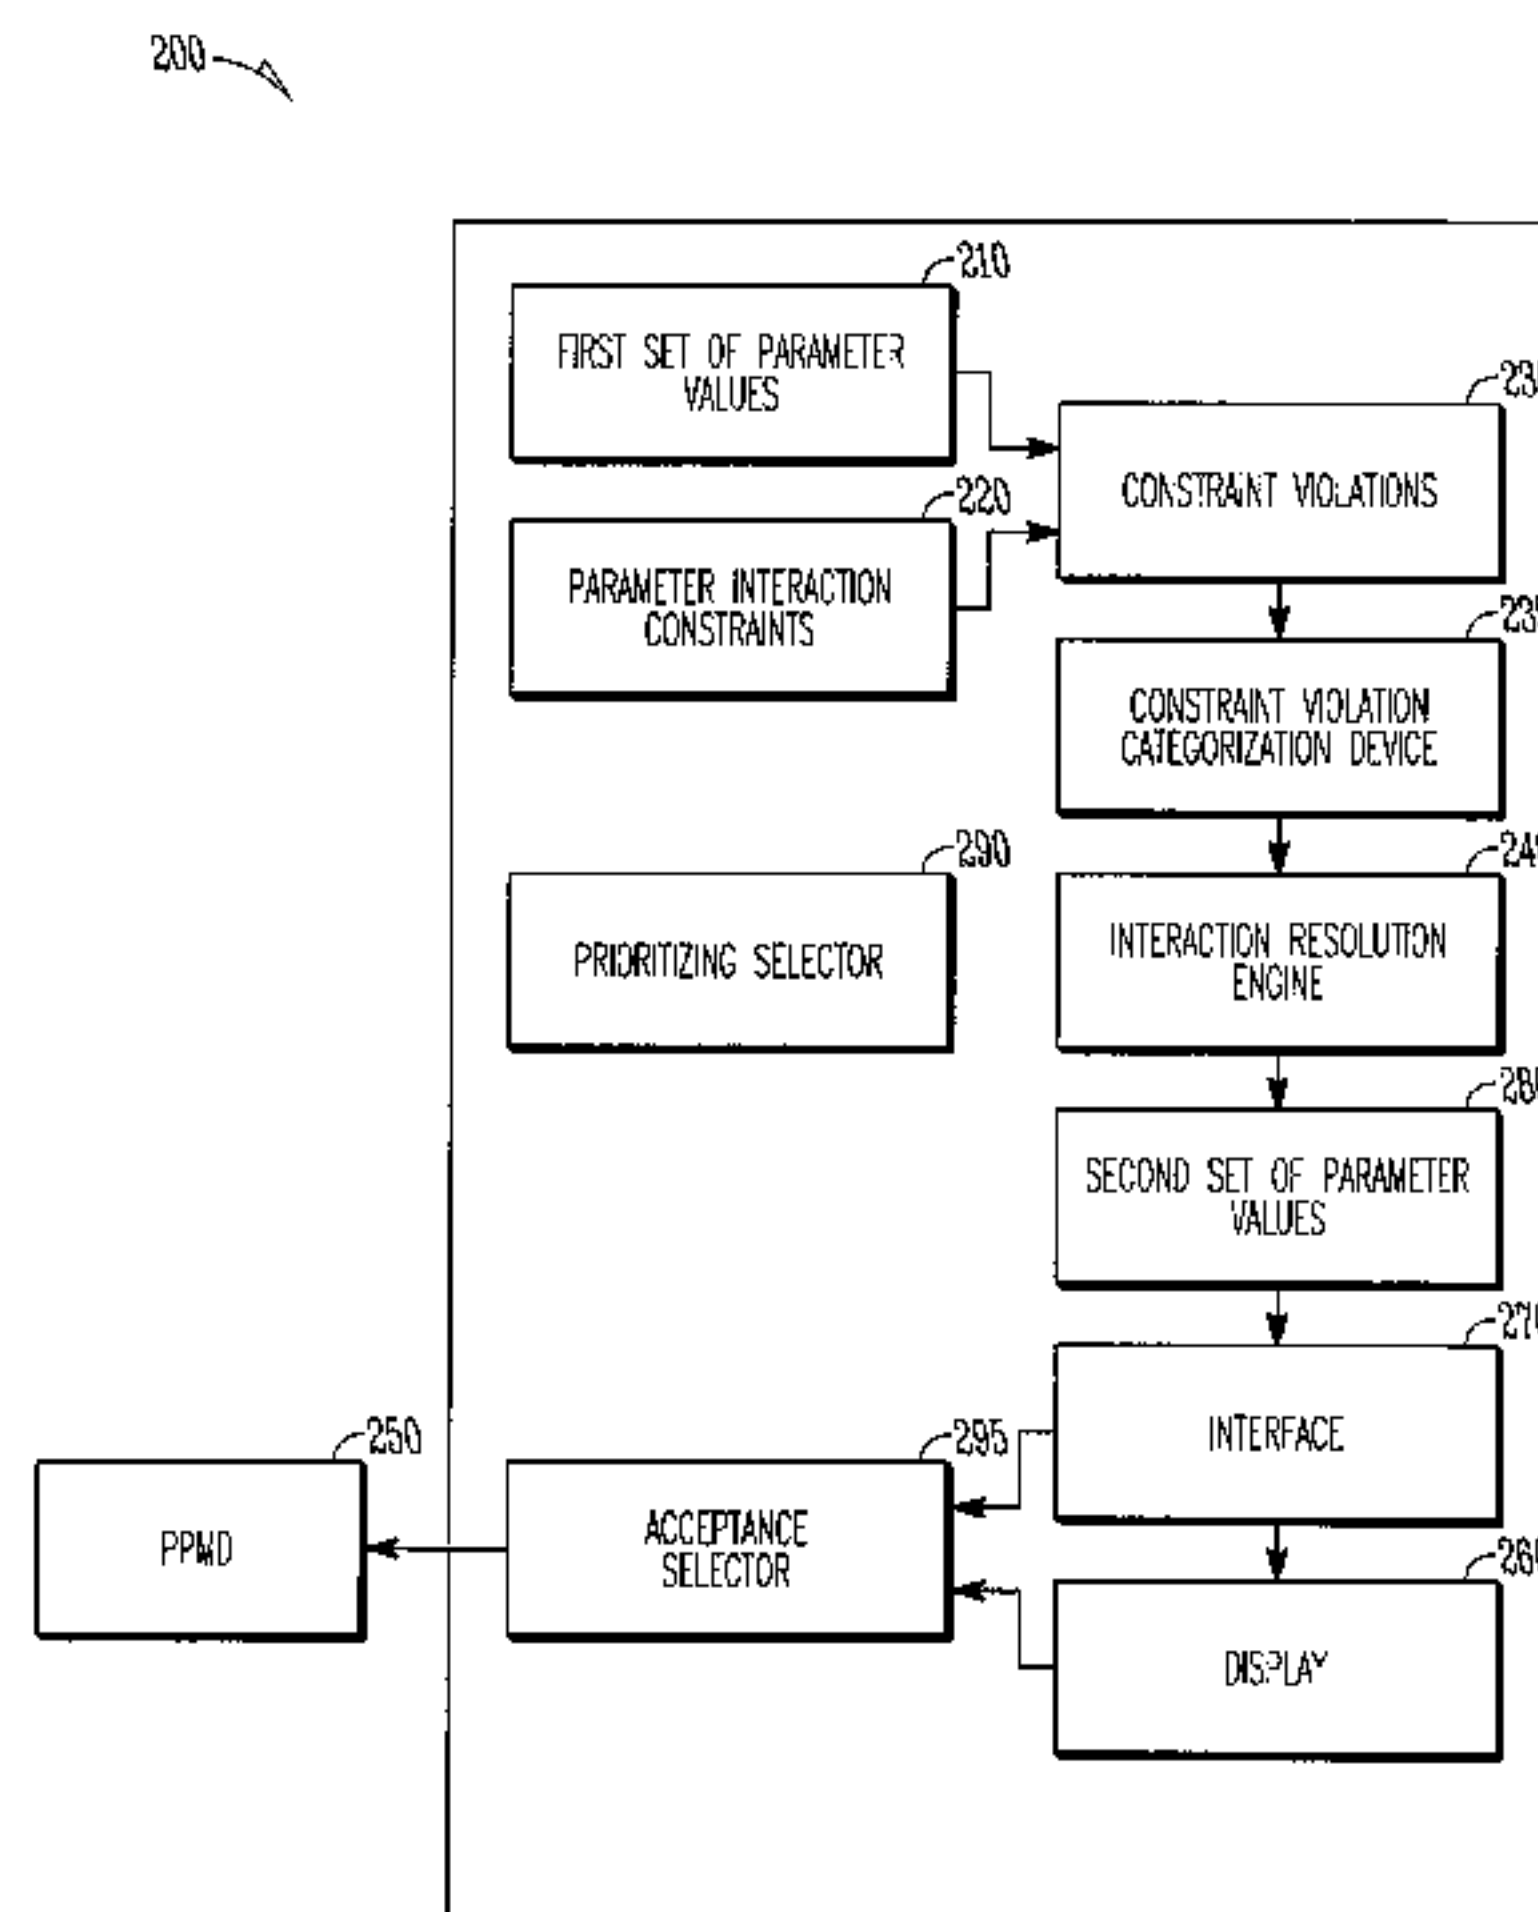 200
210
FIRST SET OF PARAMETER
VALUES
220
PARAMETER INTERACTION
CONSTRAINTS
CONSTRAINT VIOLATIONS
CONSTRAINT VIOLATION
CATEGORIZATION DEVICE
290
PRIORITIZING SELECTOR
INTERACTION RESOLUTION
ENGINE
SECOND SET OF PARAMETER
VALUES
INTERFACE
250
PPMD
295
ACCEPTANCE
SELECTOR
DISPLAY